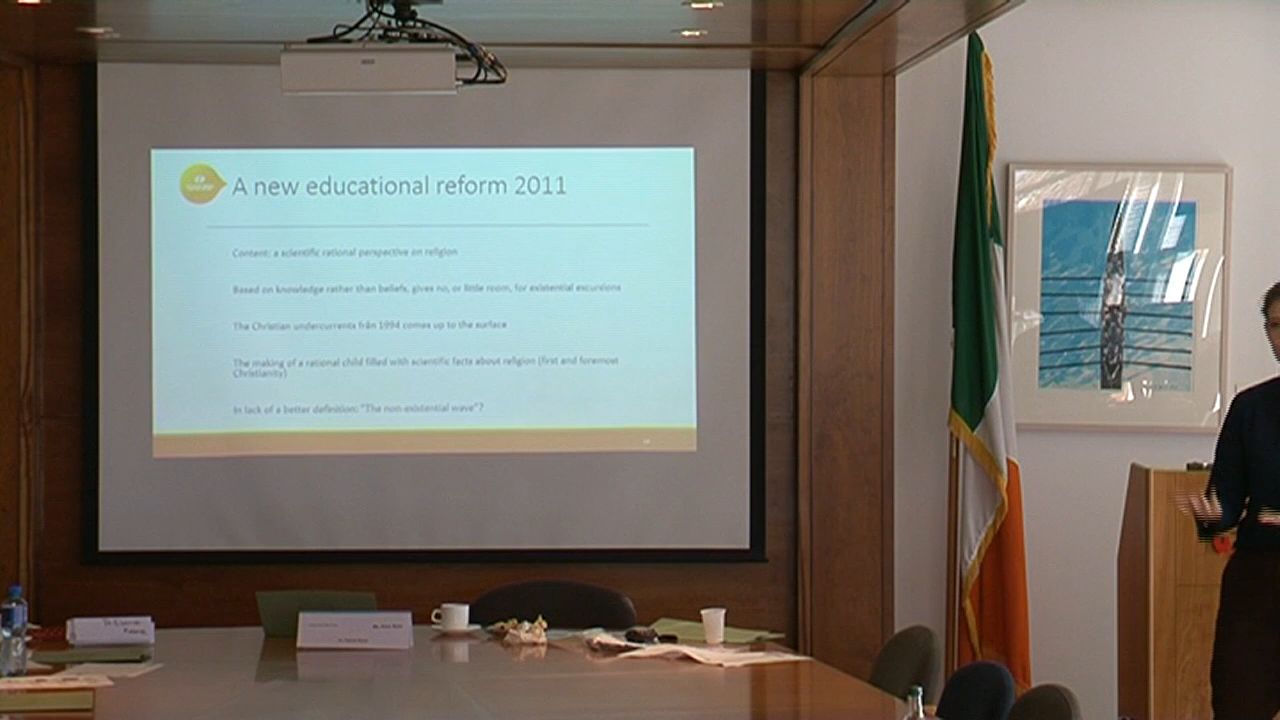 A new educational reform 2011
Content: a scientific rational perspective on religion
Based on knowledge rather than beliefs, gives no, or little room, for existential excursions
The Christian undercurrents från 1994 comes up to the surface
The making of a rational child filled with scientific facts about religion (first and foremost
Christianity)
In lack of a better definition: "The non-existential wave"?